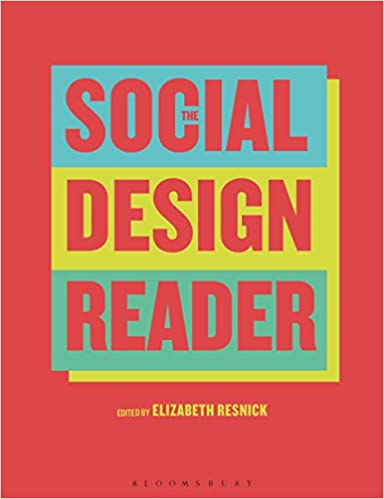 THE
SOCIAL
DESIGN
READER
EDITED BY ELIZABETH RESNICK
BLOOMSBURY